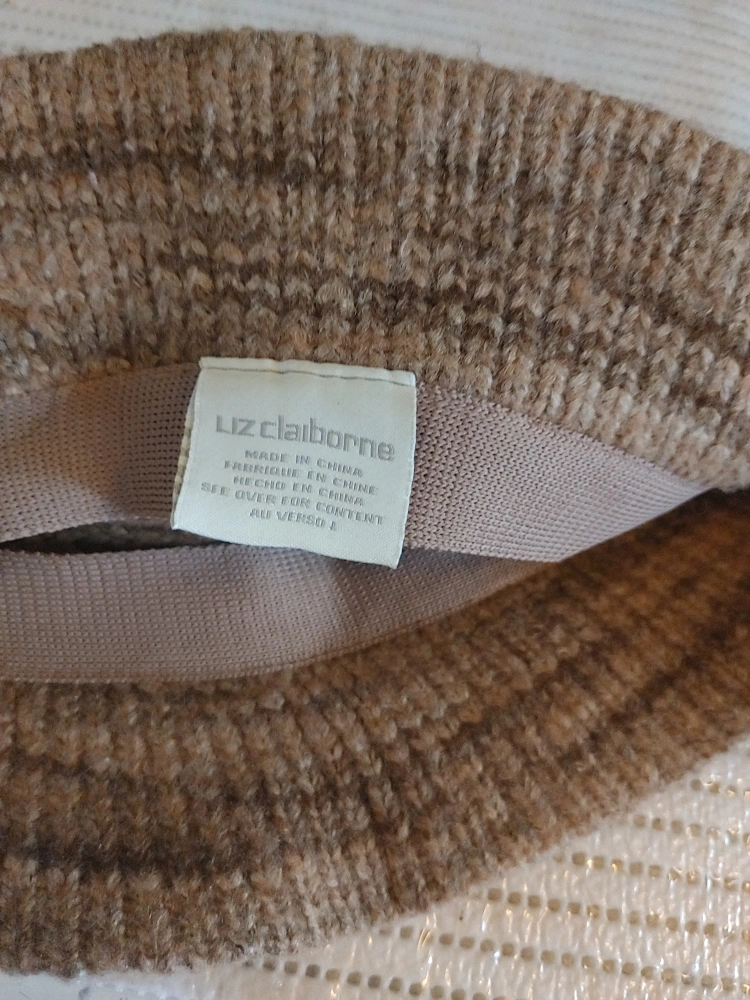 LIZ claiborne
MADE IN CHINA
FABRIQUE EN CHINE
HECHO EN CHINA
SEE OVER FOR CONTENT
AU VERSO L